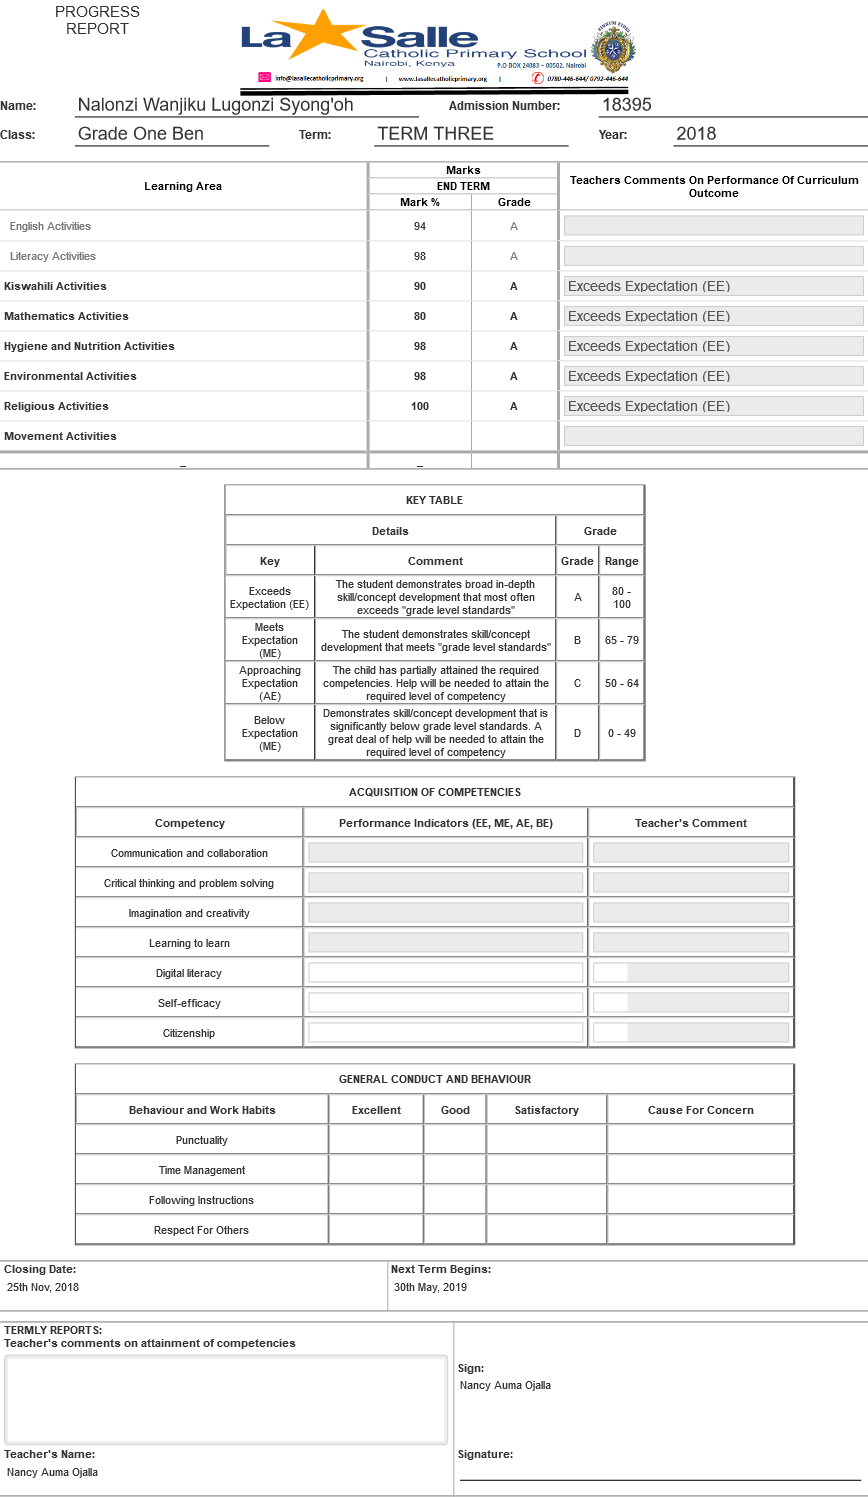 PROGRESS
REPORT
La Salle
Catholic Primary School
Nairobi, Kenya
P.O BOX 24083 – 00502, Nairobi
info@lasallecatholicprimary.org | www.lasallecatholicprimary.org | 0780-446-644/ 0792-446-644
Name: Nalonzi Wanjiku Lugonzi Syong'oh Admission Number: 18395
Class: Grade One Ben Term: TERM THREE Year: 2018
Learning Area Marks Teachers Comments On Performance Of Curriculum Outcome
END TERM
Mark % Grade
English Activities 94 A
Literacy Activities 98 A
Kiswahili Activities 90 A Exceeds Expectation (EE)
Mathematics Activities 80 A Exceeds Expectation (EE)
Hygiene and Nutrition Activities 98 A Exceeds Expectation (EE)
Environmental Activities 98 A Exceeds Expectation (EE)
Religious Activities 100 A Exceeds Expectation (EE)
Movement Activities
_ _
KEY TABLE
Details Grade
Key Comment Grade Range
Exceeds Expectation (EE) The student demonstrates broad in-depth skill/concept development that most often exceeds "grade level standards" A 80 - 100
Meets Expectation (ME) The student demonstrates skill/concept development that meets "grade level standards" B 65 - 79
Approaching Expectation (AE) The child has partially attained the required competencies. Help will be needed to attain the required level of competency C 50 - 64
Below Expectation (ME) Demonstrates skill/concept development that is significantly below grade level standards. A great deal of help will be needed to attain the required level of competency D 0 - 49
ACQUISITION OF COMPETENCIES
Competency Performance Indicators (EE, ME, AE, BE) Teacher's Comment
Communication and collaboration
Critical thinking and problem solving
Imagination and creativity
Learning to learn
Digital literacy
Self-efficacy
Citizenship
GENERAL CONDUCT AND BEHAVIOUR
Behaviour and Work Habits Excellent Good Satisfactory Cause For Concern
Punctuality
Time Management
Following Instructions
Respect For Others
Closing Date: Next Term Begins:
25th Nov, 2018 30th May, 2019
TERMLY REPORTS:
Teacher's comments on attainment of competencies
Sign:
Nancy Auma Ojalla
Teacher's Name: Signature:
Nancy Auma Ojalla